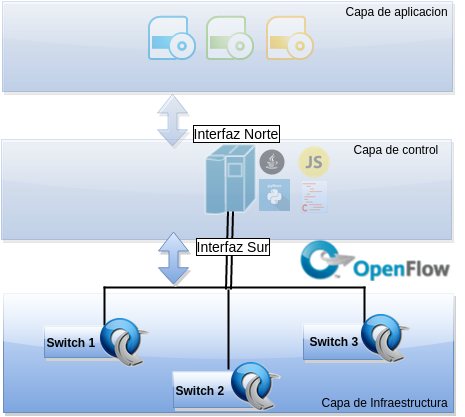 Capa de aplicacion
Interfaz Norte
Capa de control
JS
python
Interfaz Sur
OpenFlow
Switch 1
Switch 3
Switch 2
Capa de Infraestructura